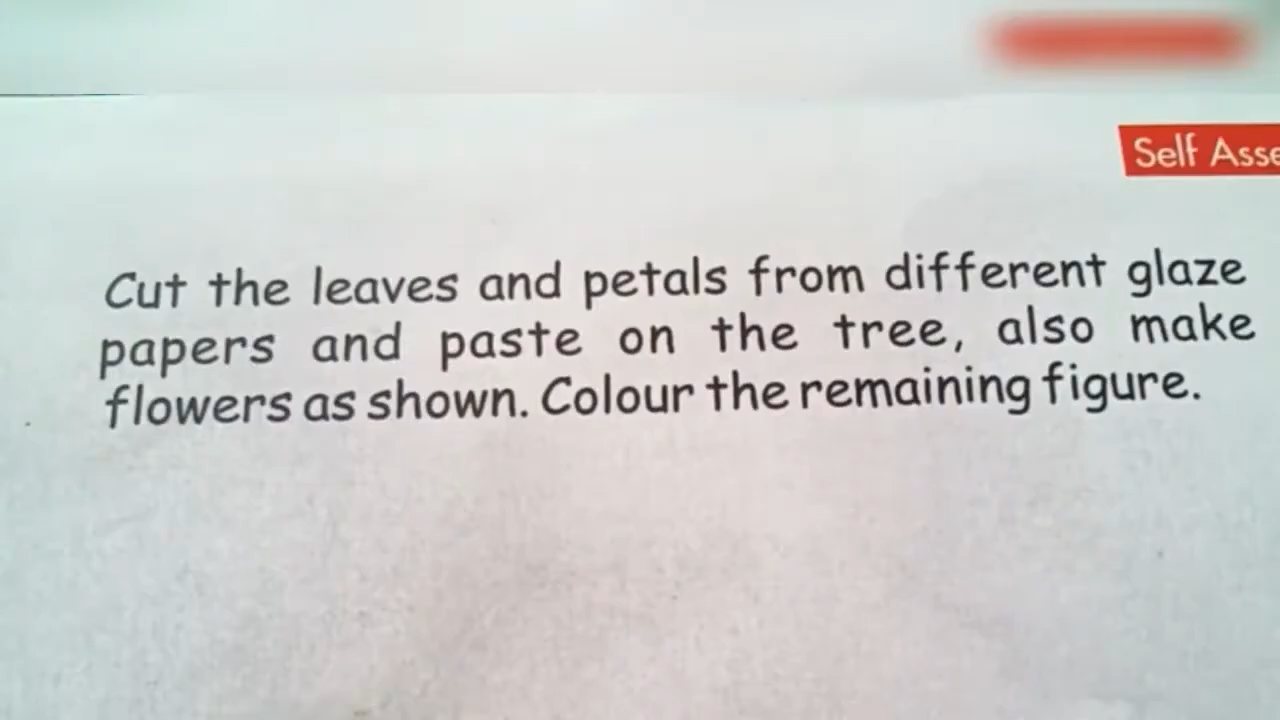 Self Asse
Cut the leaves and petals from different glaze
papers and paste on the tree, also make
flowers as shown. Colour the remaining figure.